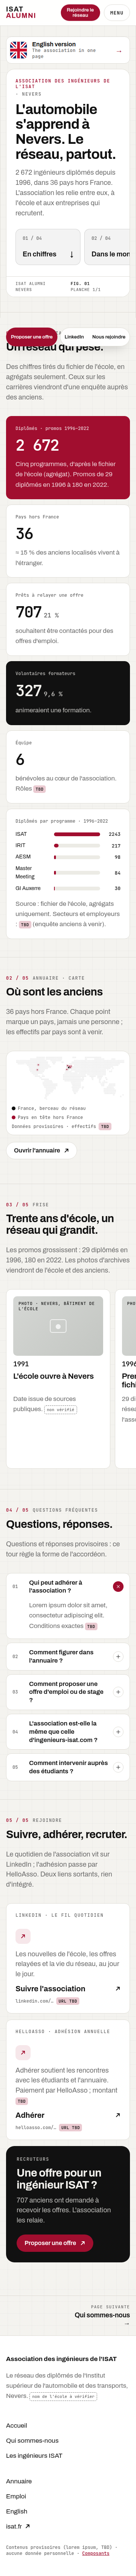 ISAT
ALUMNI
Rejoindre le
réseau
MENU
English version
The association in one
page
→
ASSOCIATION DES INGÉNIEURS DE
L'ISAT
· NEVERS
L'automobile
s'apprend à
Nevers. Le
réseau, partout.
2 672 ingénieurs diplômés depuis
1996, dont 36 pays hors France.
L'association les relie entre eux, à
l'école et aux entreprises qui
recrutent.
01 / 04
En chiffres
↓
02 / 04
Dans le mon
ISAT ALUMNI
NEVERS
FIG. 01
PLANCHE 1/1
Proposer une offre
LinkedIn
Nous rejoindre
Un réseau qui pèse.
Des chiffres tirés du fichier de l'école, en
agrégats seulement. Ceux sur les
carrières viendront d'une enquête auprès
des anciens.
Diplômés · promos 1996-2022
2 672
Cinq programmes, d'après le fichier
de l'école (agrégat). Promos de 29
diplômés en 1996 à 180 en 2022.
Pays hors France
36
≈ 15 % des anciens localisés vivent à
l'étranger.
Prêts à relayer une offre
707 21 %
souhaitent être contactés pour des
offres d'emploi.
Volontaires formateurs
327 9,6 %
animeraient une formation.
Équipe
6
bénévoles au cœur de l'association.
Rôles TBD
Diplômés par programme · 1996-2022
ISAT 2243
IRIT 217
AESM 98
Master
Meeting 84
GI Auxerre 30
Source : fichier de l'école, agrégats
uniquement. Secteurs et employeurs
: TBD (enquête anciens à venir).
02 / 05 ANNUAIRE · CARTE
Où sont les anciens
36 pays hors France. Chaque point
marque un pays, jamais une personne ;
les effectifs par pays sont à venir.
France, berceau du réseau
Pays en tête hors France
Données provisoires · effectifs TBD
Ouvrir l'annuaire ↗
03 / 05 FRISE
Trente ans d'école, un
réseau qui grandit.
Les promos grossissent : 29 diplômés en
1996, 180 en 2022. Les photos d'archives
viendront de l'école et des anciens.
PHOTO · NEVERS, BÂTIMENT DE
L'ÉCOLE
1991
L'école ouvre à Nevers
Date issue de sources
publiques. non vérifié
04 / 05 QUESTIONS FRÉQUENTES
Questions, réponses.
Questions et réponses provisoires : ce
qui règle la forme de l'accordéon.
01
Qui peut adhérer à
l'association ?
Lorem ipsum dolor sit amet,
consectetur adipiscing elit.
Conditions exactes TBD
02
Comment figurer dans
l'annuaire ?
03
Comment proposer une
offre d'emploi ou de stage
?
04
L'association est-elle la
même que celle
d'ingenieurs-isat.com ?
05
Comment intervenir auprès
des étudiants ?
05 / 05 REJOINDRE
Suivre, adhérer, recruter.
Le quotidien de l'association vit sur
LinkedIn ; l'adhésion passe par
HelloAsso. Deux liens sortants, rien
d'intégré.
LINKEDIN · LE FIL QUOTIDIEN
Les nouvelles de l'école, les offres
relayées et la vie du réseau, au jour
le jour.
Suivre l'association ↗
linkedin.com/… URL TBD
HELLOASSO · ADHÉSION ANNUELLE
Adhérer soutient les rencontres
avec les étudiants et l'annuaire.
Paiement par HelloAsso ; montant
TBD
Adhérer ↗
helloasso.com/… URL TBD
RECRUTEURS
Une offre pour un
ingénieur ISAT ?
707 anciens ont demandé à
recevoir ces offres. L'association
les relaie.
Proposer une offre ↗
PAGE SUIVANTE
Qui sommes-nous
→
Association des ingénieurs de l'ISAT
Le réseau des diplômés de l'Institut
supérieur de l'automobile et des transports,
Nevers. nom de l'école à vérifier
Accueil
Qui sommes-nous
Les ingénieurs ISAT
Annuaire
Emploi
English
isat.fr ↗
Contenus provisoires (lorem ipsum, TBD) ·
aucune donnée personnelle · Composants